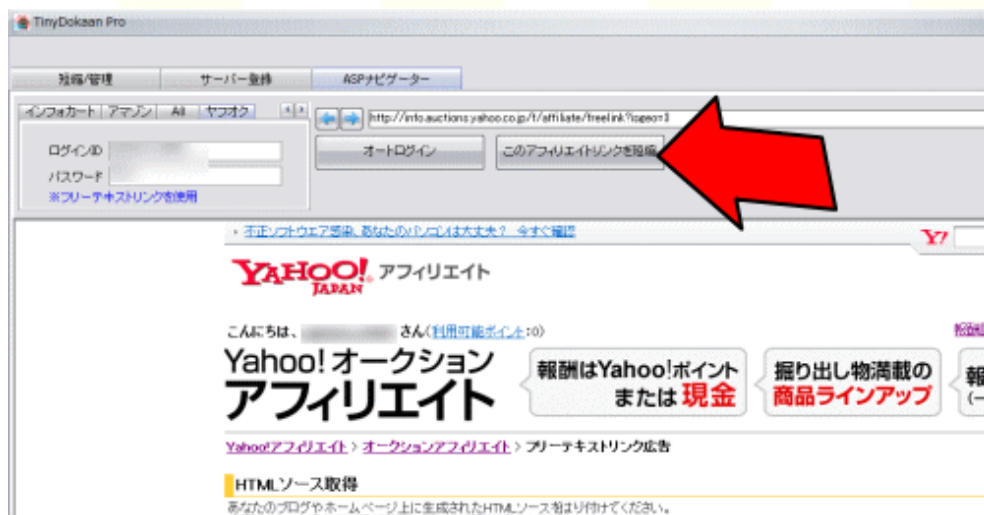 TinyDokaan Pro
短縮/管理 サーバー登録 ASPナビゲーター
インフォカート アマゾン A8 ヤフオク
http://info.auctions.yahoo.co.jp/f/affiliate/freelink?isgeo=1
オートログイン このアフィリエイトリンクを短縮
ログインID
パスワード
※フリーテキストリンクを使用
不正ソフトウエア感染、あなたのパソコンは大丈夫? 今すぐ確認
Y!
YAHOO! JAPAN アフィリエイト
こんにちは、 さん(利用可能ポイント:0)
Yahoo!オークション
アフィリエイト
報酬はYahoo!ポイント
または現金
掘り出し物満載の
商品ラインアップ
報
(一
Yahoo!アフィリエイト > オークションアフィリエイト > フリーテキストリンク広告
HTMLソース取得
あなたのブログやホームページ上に生成されたHTMLソースを貼り付けてください。